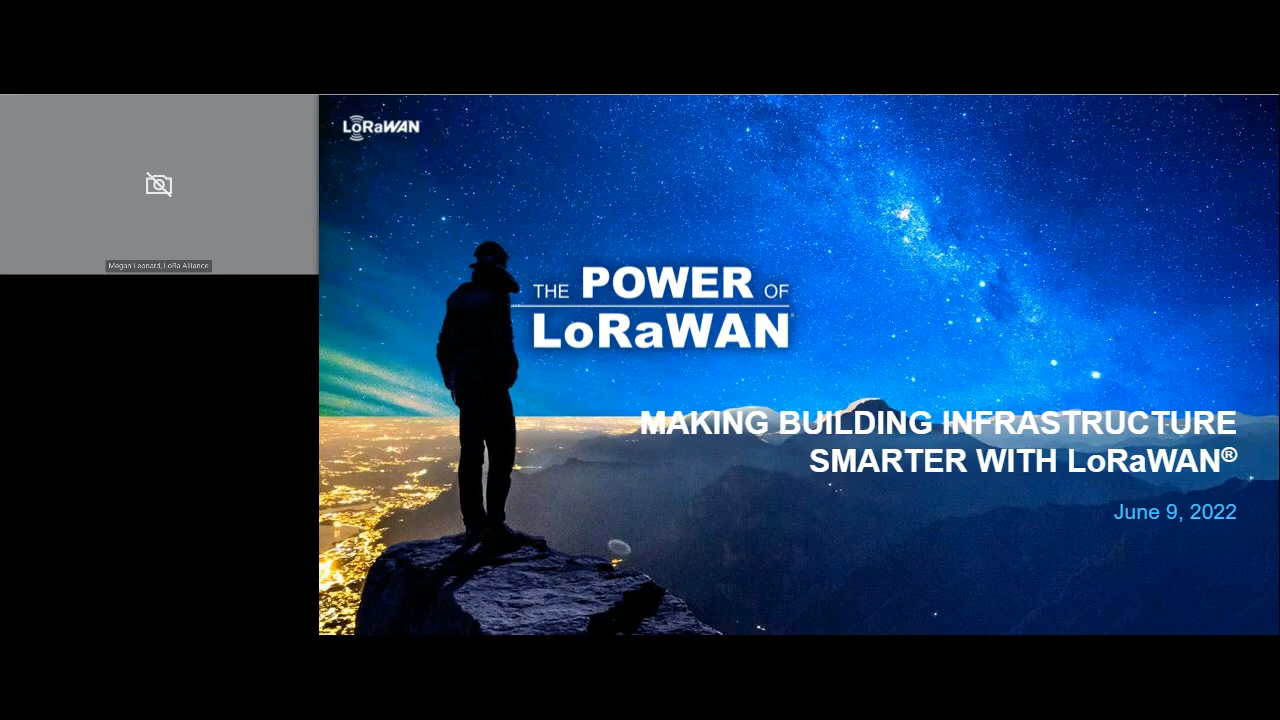 LoRaWAN
Megan Leonard, LoRa Alliance
THE POWER OF
LoRaWAN
MAKING BUILDING INFRASTRUCTURE
SMARTER WITH LoRaWAN®
June 9, 2022